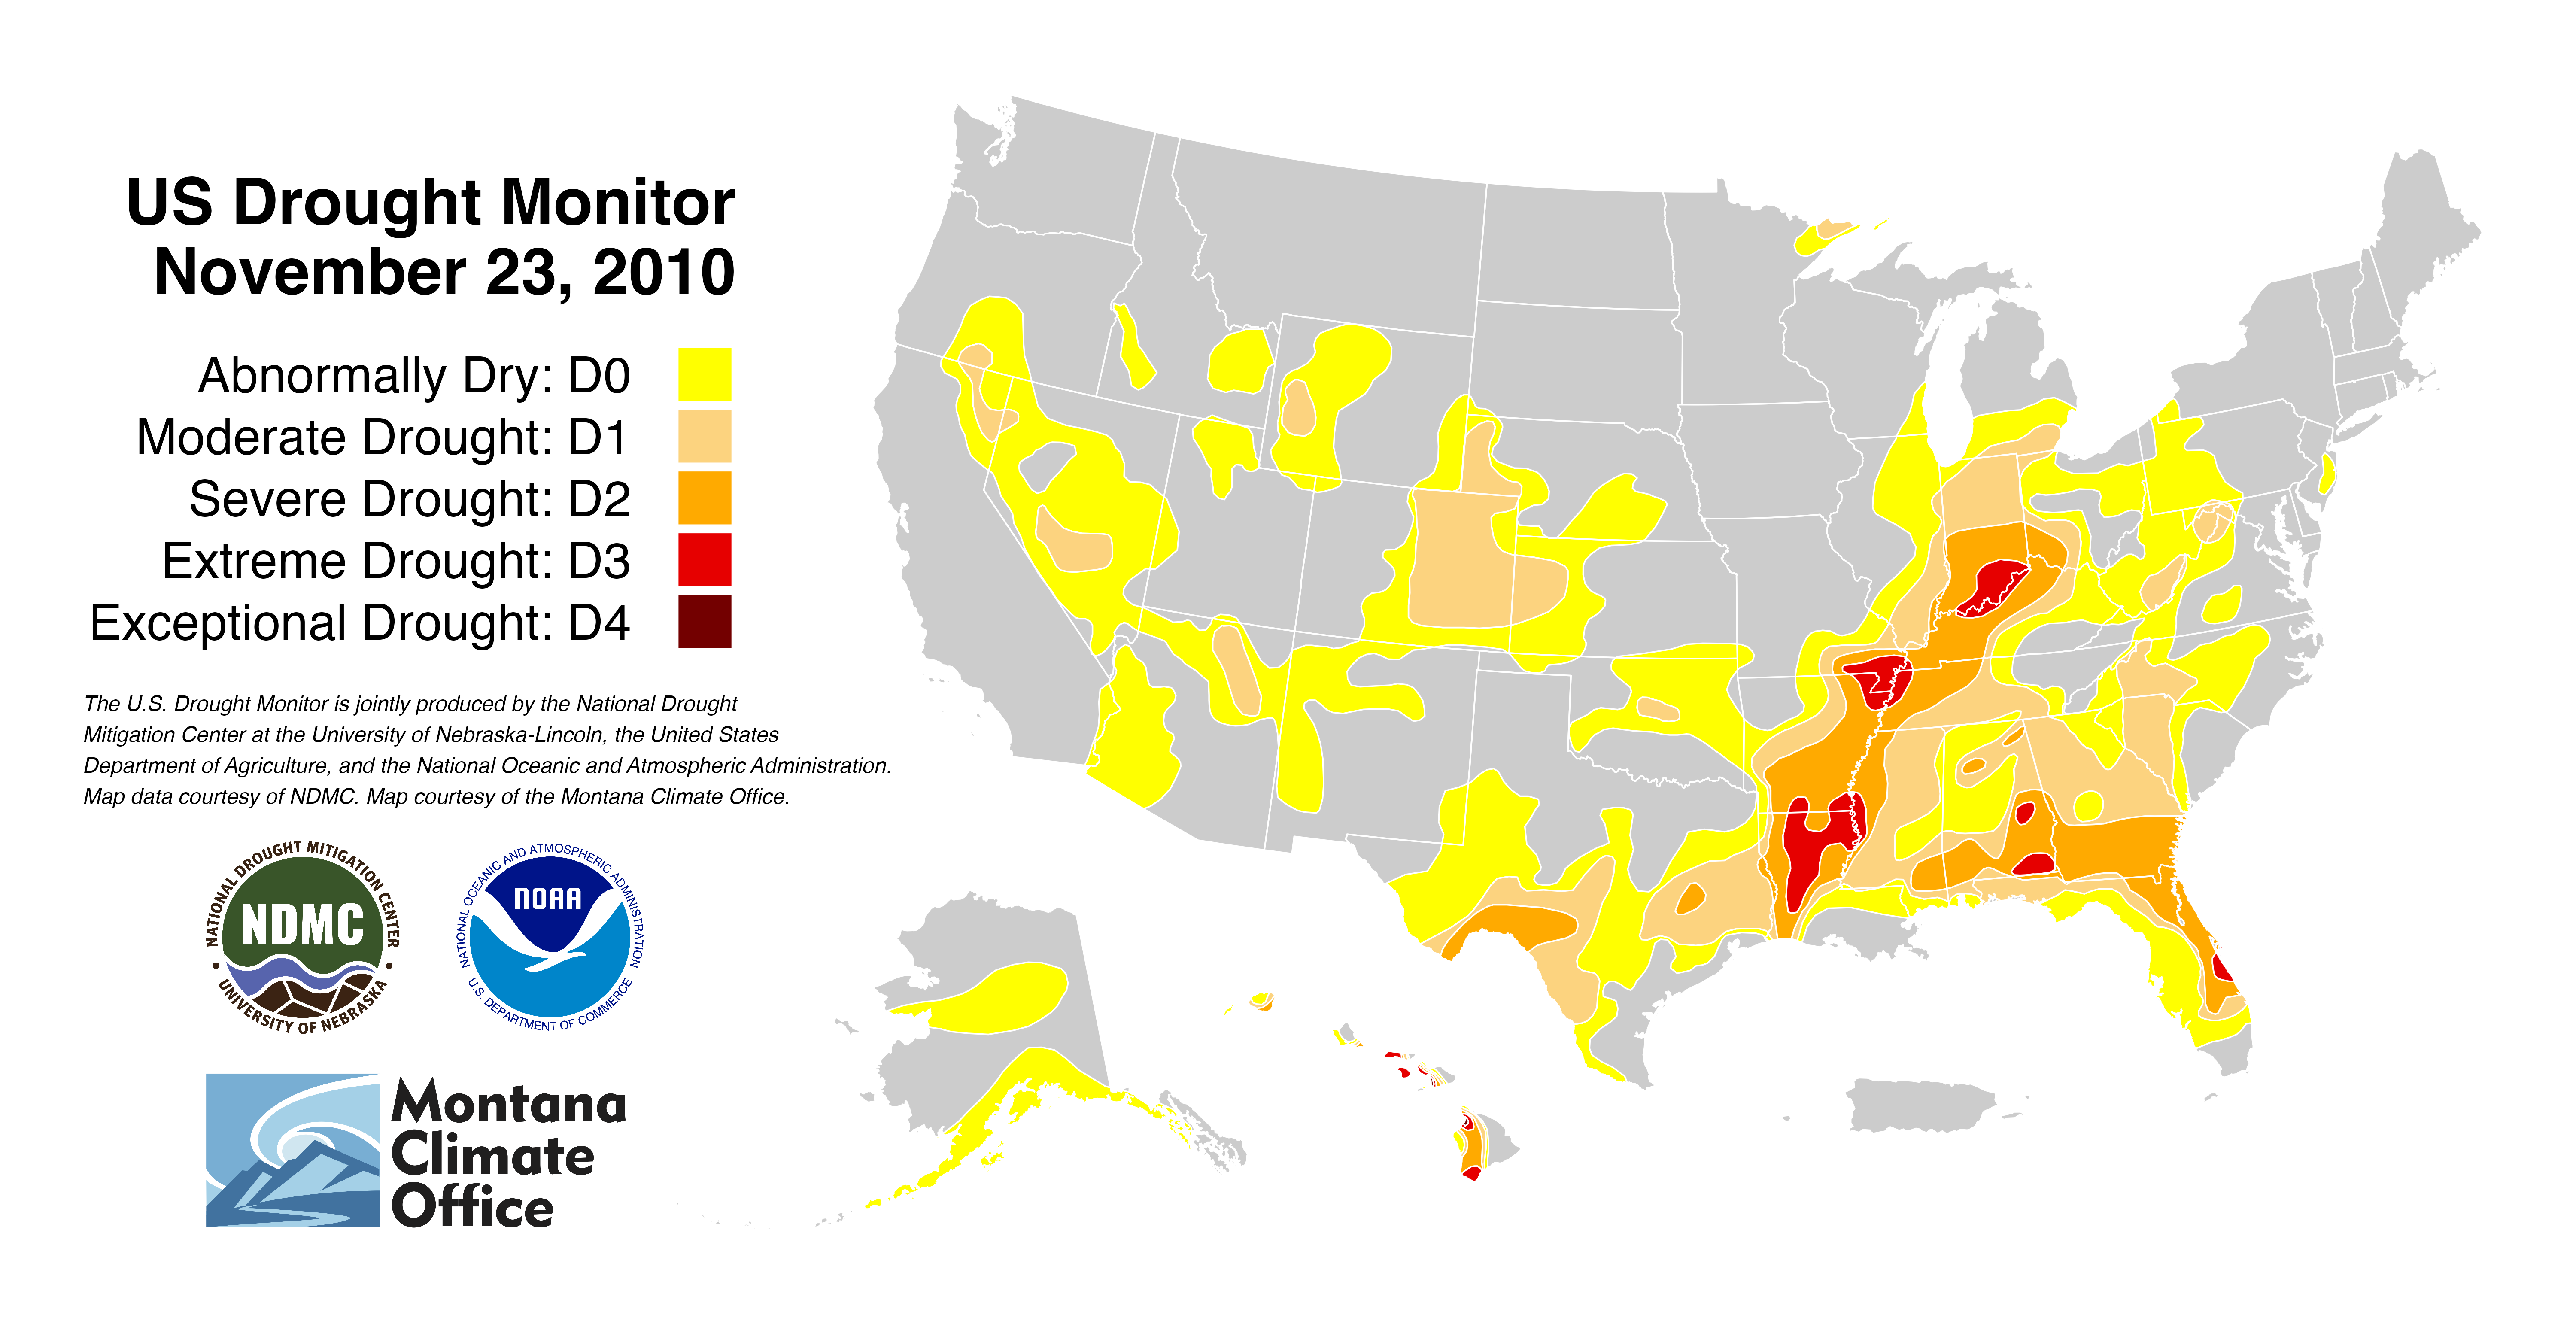 US Drought Monitor
November 23, 2010
Abnormally Dry: D0
Moderate Drought: D1
Severe Drought: D2
Extreme Drought: D3
Exceptional Drought: D4
The U.S. Drought Monitor is jointly produced by the National Drought
Mitigation Center at the University of Nebraska-Lincoln, the United States
Department of Agriculture, and the National Oceanic and Atmospheric Administration.
Map data courtesy of NDMC. Map courtesy of the Montana Climate Office.
NATIONAL DROUGHT MITIGATION CENTER
NDMC
UNIVERSITY OF NEBRASKA
NATIONAL OCEANIC AND ATMOSPHERIC ADMINISTRATION
NOAA
U.S. DEPARTMENT OF COMMERCE
Montana
Climate
Office